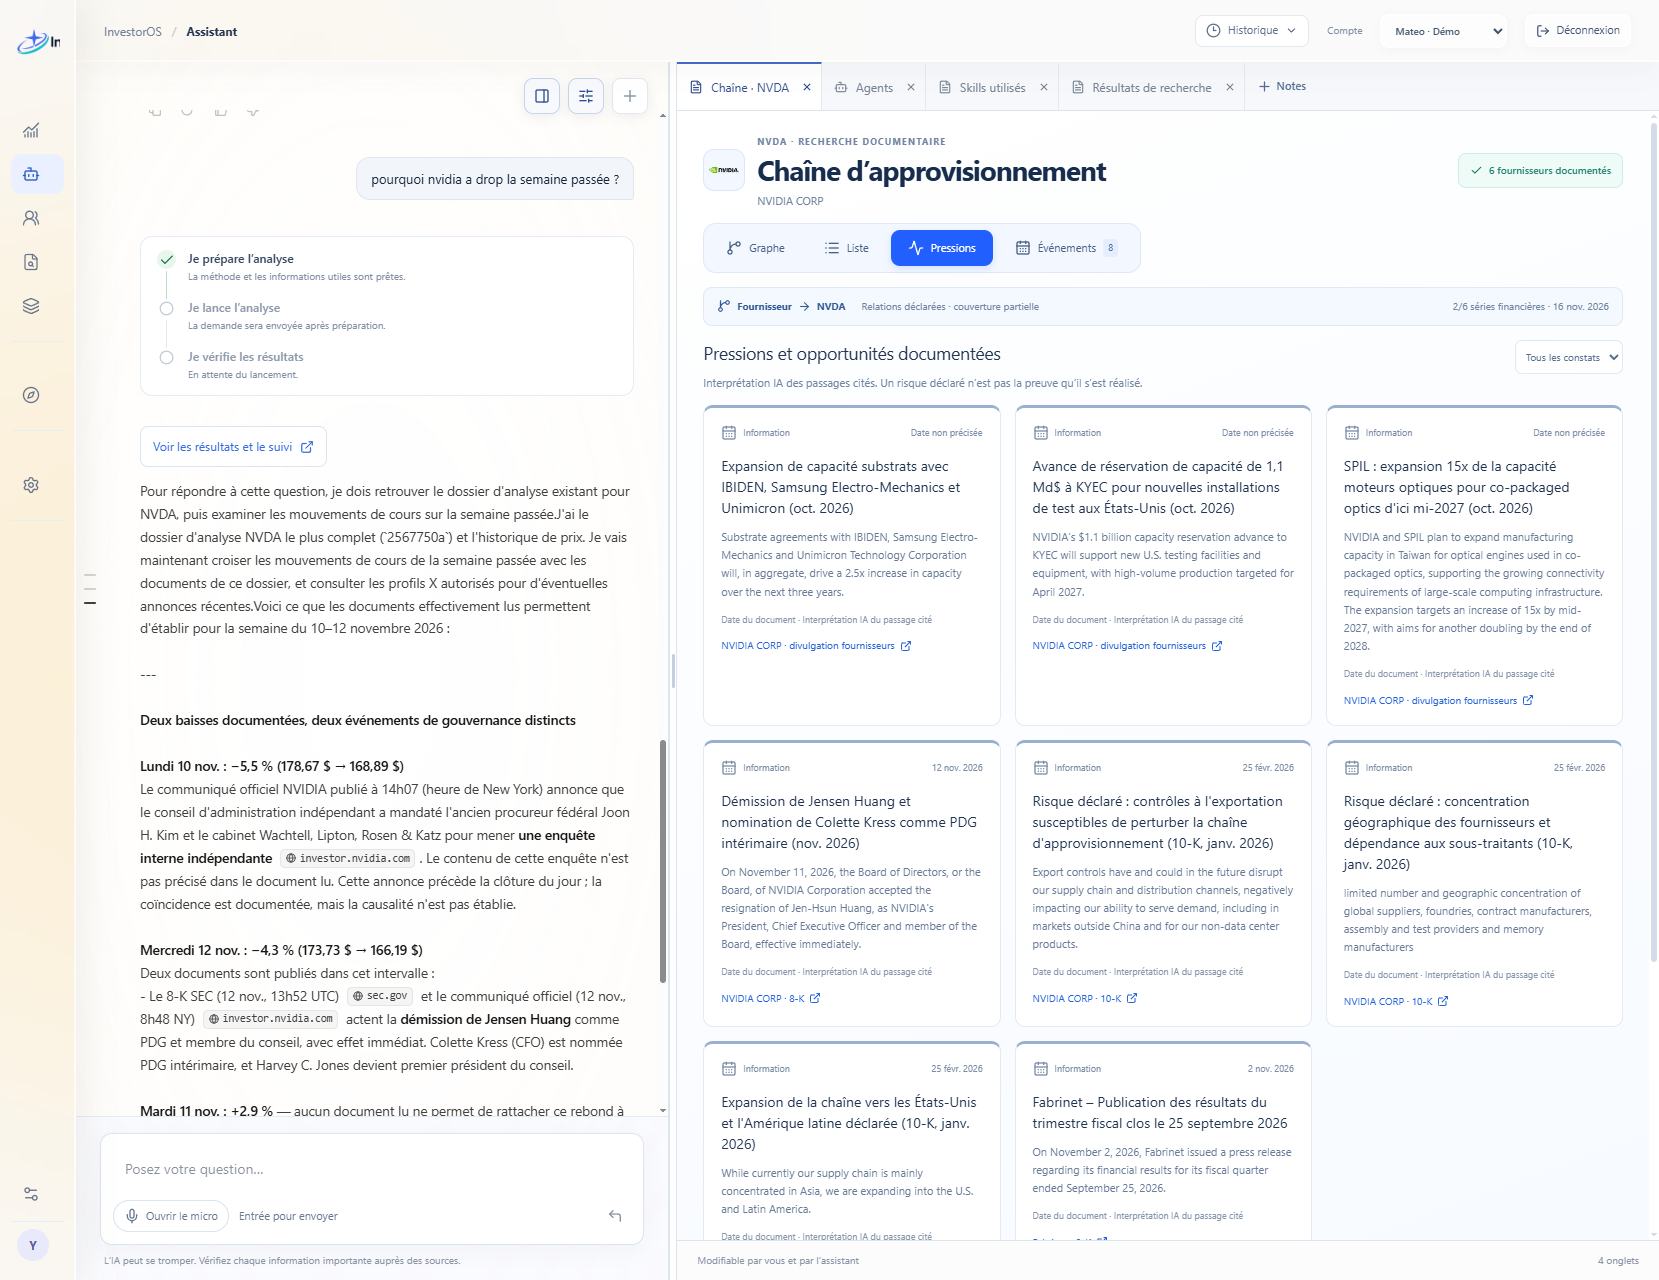 In
InvestorOS / Assistant
Historique
Compte
Mateo · Démo
Déconnexion
pourquoi nvidia a drop la semaine passée ?
Je prépare l'analyse
La méthode et les informations utiles sont prêtes.
Je lance l'analyse
La demande sera envoyée après préparation.
Je vérifie les résultats
En attente du lancement.
Voir les résultats et le suivi
Pour répondre à cette question, je dois retrouver le dossier d'analyse existant pour
NVDA, puis examiner les mouvements de cours sur la semaine passée.J'ai le
dossier d'analyse NVDA le plus complet (`2567750a`) et l'historique de prix. Je vais
maintenant croiser les mouvements de cours de la semaine passée avec les
documents de ce dossier, et consulter les profils X autorisés pour d'éventuelles
annonces récentes.Voici ce que les documents effectivement lus permettent
d'établir pour la semaine du 10–12 novembre 2026 :
---
Deux baisses documentées, deux événements de gouvernance distincts
Lundi 10 nov. : −5,5 % (178,67 $ → 168,89 $)
Le communiqué officiel NVIDIA publié à 14h07 (heure de New York) annonce que
le conseil d'administration indépendant a mandaté l'ancien procureur fédéral Joon
H. Kim et le cabinet Wachtell, Lipton, Rosen & Katz pour mener une enquête
interne indépendante investor.nvidia.com . Le contenu de cette enquête n'est
pas précisé dans le document lu. Cette annonce précède la clôture du jour ; la
coïncidence est documentée, mais la causalité n'est pas établie.
Mercredi 12 nov. : −4,3 % (173,73 $ → 166,19 $)
Deux documents sont publiés dans cet intervalle :
- Le 8-K SEC (12 nov., 13h52 UTC) sec.gov et le communiqué officiel (12 nov.,
8h48 NY) investor.nvidia.com actent la démission de Jensen Huang comme
PDG et membre du conseil, avec effet immédiat. Colette Kress (CFO) est nommée
PDG intérimaire, et Harvey C. Jones devient premier président du conseil.
Mardi 11 nov. : +2,9 % — aucun document lu ne permet de rattacher ce rebond à
Posez votre question...
Ouvrir le micro
Entrée pour envoyer
L'IA peut se tromper. Vérifiez chaque information importante auprès des sources.
Y
Chaîne · NVDA
Agents
Skills utilisés
Résultats de recherche
+ Notes
NVDA · RECHERCHE DOCUMENTAIRE
NVIDIA
Chaîne d'approvisionnement
NVIDIA CORP
6 fournisseurs documentés
Graphe
Liste
Pressions
Événements 8
Fournisseur → NVDA Relations déclarées · couverture partielle
2/6 séries financières · 16 nov. 2026
Pressions et opportunités documentées
Tous les constats
Interprétation IA des passages cités. Un risque déclaré n'est pas la preuve qu'il s'est réalisé.
Information Date non précisée
Expansion de capacité substrats avec
IBIDEN, Samsung Electro-Mechanics et
Unimicron (oct. 2026)
Substrate agreements with IBIDEN, Samsung Electro-
Mechanics and Unimicron Technology Corporation
will, in aggregate, drive a 2.5x increase in capacity
over the next three years.
Date du document · Interprétation IA du passage cité
NVIDIA CORP · divulgation fournisseurs
Information Date non précisée
Avance de réservation de capacité de 1,1
Md$ à KYEC pour nouvelles installations
de test aux États-Unis (oct. 2026)
NVIDIA's $1.1 billion capacity reservation advance to
KYEC will support new U.S. testing facilities and
equipment, with high-volume production targeted for
April 2027.
Date du document · Interprétation IA du passage cité
NVIDIA CORP · divulgation fournisseurs
Information Date non précisée
SPIL : expansion 15x de la capacité
moteurs optiques pour co-packaged
optics d'ici mi-2027 (oct. 2026)
NVIDIA and SPIL plan to expand manufacturing
capacity in Taiwan for optical engines used in co-
packaged optics, supporting the growing connectivity
requirements of large-scale computing infrastructure.
The expansion targets an increase of 15x by mid-
2027, with aims for another doubling by the end of
2028.
Date du document · Interprétation IA du passage cité
NVIDIA CORP · divulgation fournisseurs
Information 12 nov. 2026
Démission de Jensen Huang et
nomination de Colette Kress comme PDG
intérimaire (nov. 2026)
On November 11, 2026, the Board of Directors, or the
Board, of NVIDIA Corporation accepted the
resignation of Jen-Hsun Huang, as NVIDIA's
President, Chief Executive Officer and member of the
Board, effective immediately.
Date du document · Interprétation IA du passage cité
NVIDIA CORP · 8-K
Information 25 févr. 2026
Risque déclaré : contrôles à l'exportation
susceptibles de perturber la chaîne
d'approvisionnement (10-K, janv. 2026)
Export controls have and could in the future disrupt
our supply chain and distribution channels, negatively
impacting our ability to serve demand, including in
markets outside China and for our non-data center
products.
Date du document · Interprétation IA du passage cité
NVIDIA CORP · 10-K
Information 25 févr. 2026
Risque déclaré : concentration
géographique des fournisseurs et
dépendance aux sous-traitants (10-K,
janv. 2026)
limited number and geographic concentration of
global suppliers, foundries, contract manufacturers,
assembly and test providers and memory
manufacturers
Date du document · Interprétation IA du passage cité
NVIDIA CORP · 10-K
Information 25 févr. 2026
Expansion de la chaîne vers les États-Unis
et l'Amérique latine déclarée (10-K, janv.
2026)
While currently our supply chain is mainly
concentrated in Asia, we are expanding into the U.S.
and Latin America.
Date du document · Interprétation IA du passage cité
Information 2 nov. 2026
Fabrinet – Publication des résultats du
trimestre fiscal clos le 25 septembre 2026
On November 2, 2026, Fabrinet issued a press release
regarding its financial results for its fiscal quarter
ended September 25, 2026.
Date du document · Interprétation IA du passage cité
Modifiable par vous et par l'assistant
4 onglets